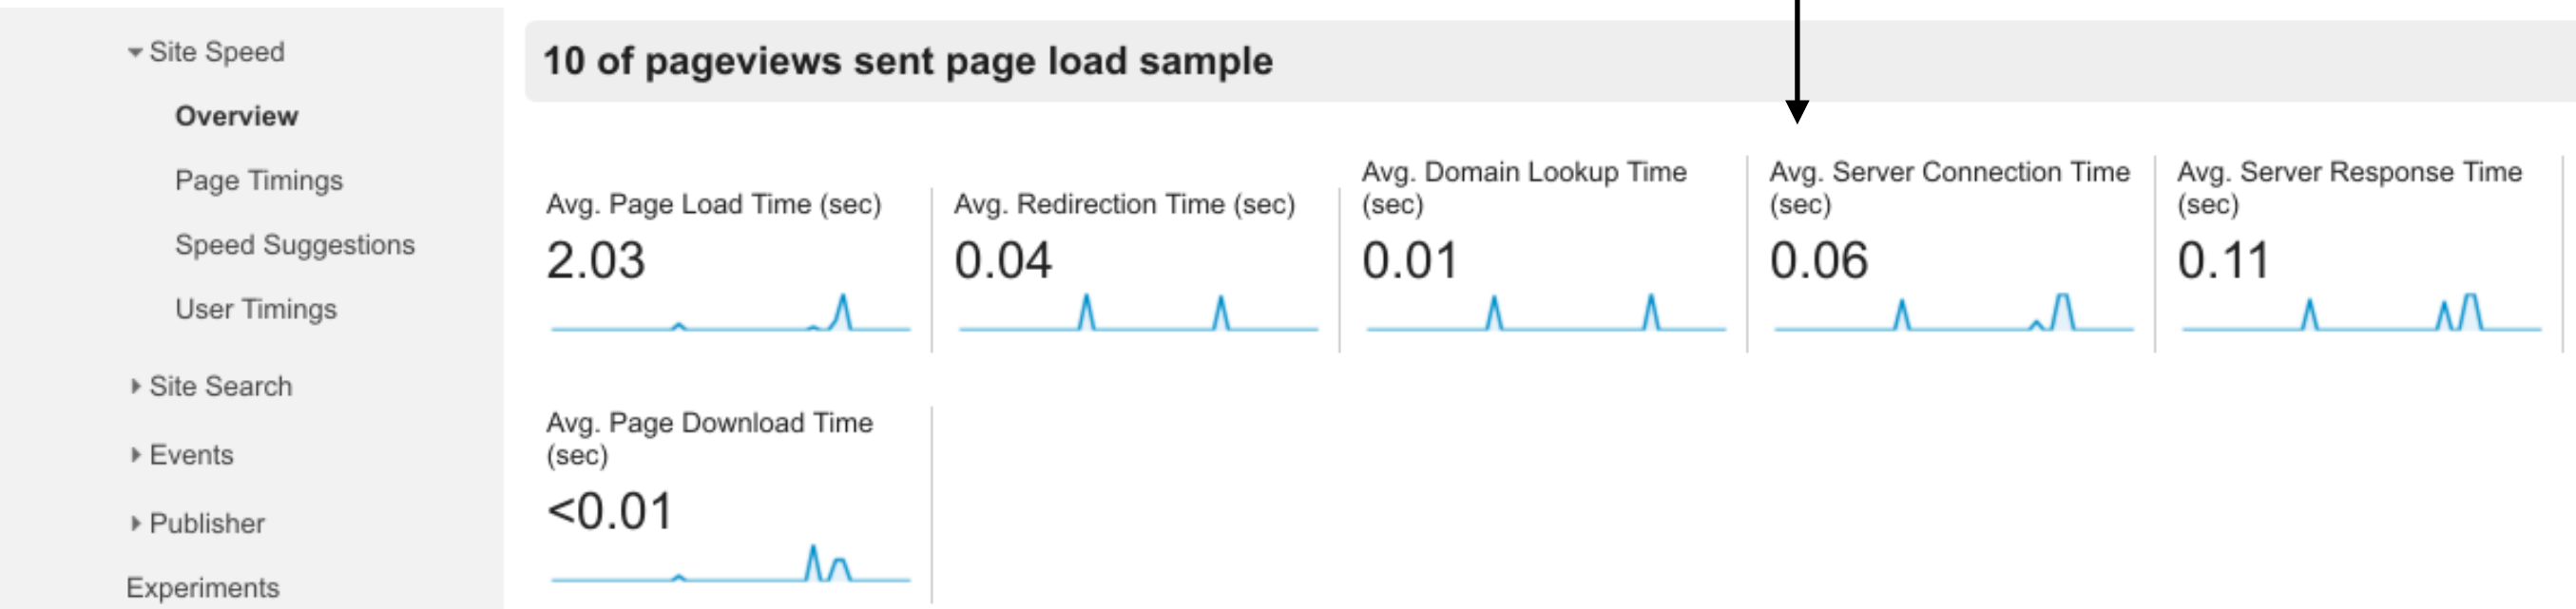 Site Speed
Overview
Page Timings
Speed Suggestions
User Timings
Site Search
Events
Publisher
Experiments
10 of pageviews sent page load sample
Avg. Page Load Time (sec)
2.03
Avg. Redirection Time (sec)
0.04
Avg. Domain Lookup Time
(sec)
0.01
Avg. Server Connection Time
(sec)
0.06
Avg. Server Response Time
(sec)
0.11
Avg. Page Download Time
(sec)
<0.01